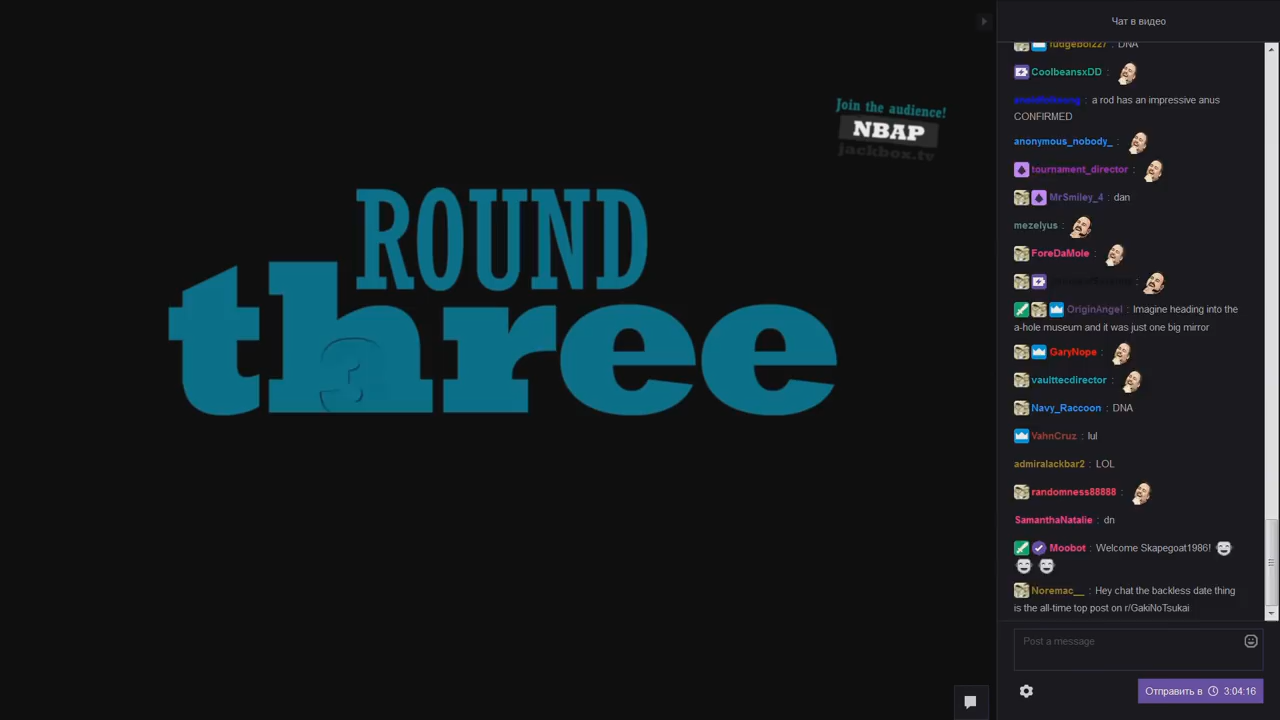 Чат в видео
Join the audience!
NBAP
jackbox.tv
ROUND
three
3
fudgeboi227 : DNA
CoolbeansxDD :
: a rod has an impressive anus
CONFIRMED
anonymous_nobody_ :
tournament_director :
MrSmiley_4 : dan
mezelyus :
ForeDaMole :
:
OriginAngel : Imagine heading into the
a-hole museum and it was just one big mirror
GaryNope :
vaulttecdirector :
Navy_Raccoon : DNA
VahnCruz : lul
admiralackbar2 : LOL
randomness88888 :
SamanthaNatalie : dn
Moobot : Welcome Skapegoat1986!
Noremac__ : Hey chat the backless date thing
is the all-time top post on r/GakiNoTsukai
Post a message
Отправить в 3:04:16